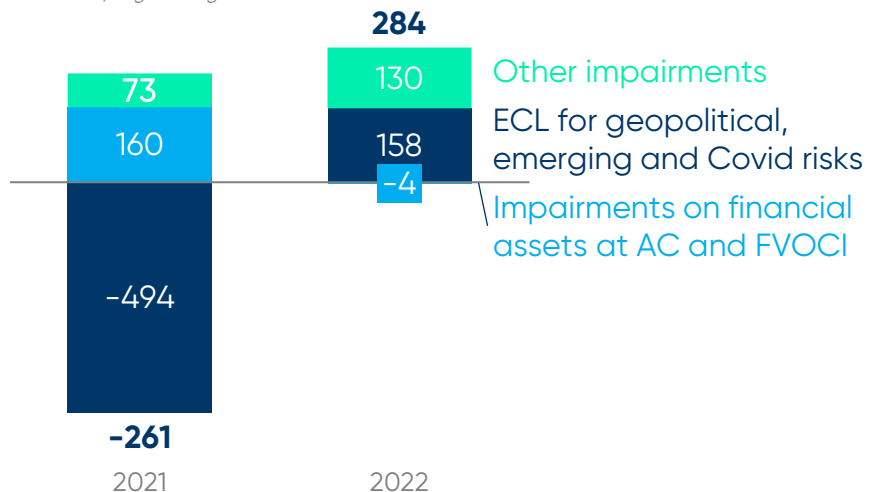 284
73
130
Other impairments
160
158
ECL for geopolitical,
emerging and Covid risks
-4
Impairments on financial
assets at AC and FVOCI
-494
-261
2021
2022